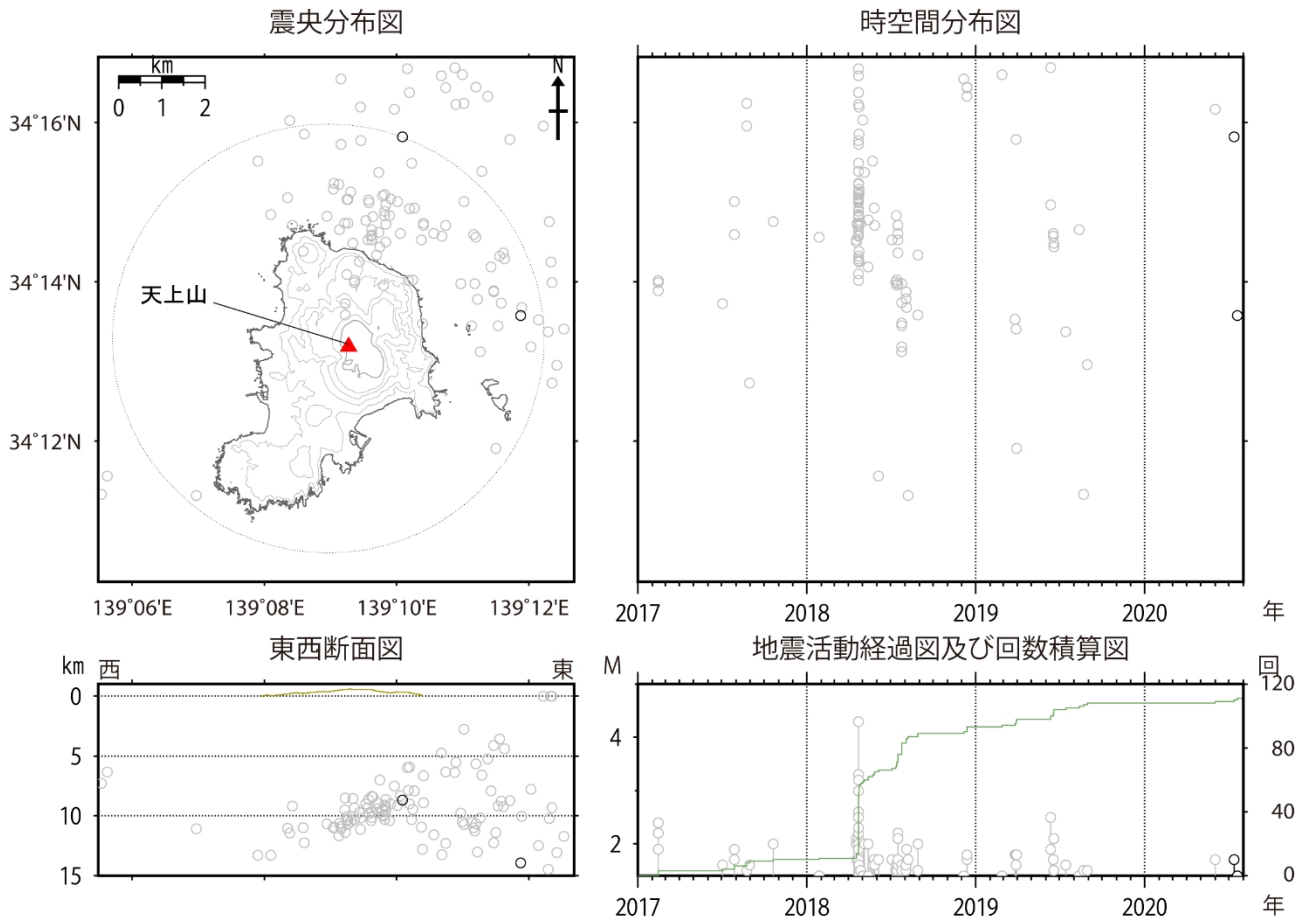 震央分布図
時空間分布図
km
0 1 2
N
34°16'N
34°14'N
34°12'N
天上山
139°06'E 139°08'E 139°10'E 139°12'E
2017 2018 2019 2020 年
東西断面図
km 西 東
0
5
10
15
地震活動経過図及び回数積算図
M 回
4
2
120
80
40
0
2017 2018 2019 2020 年